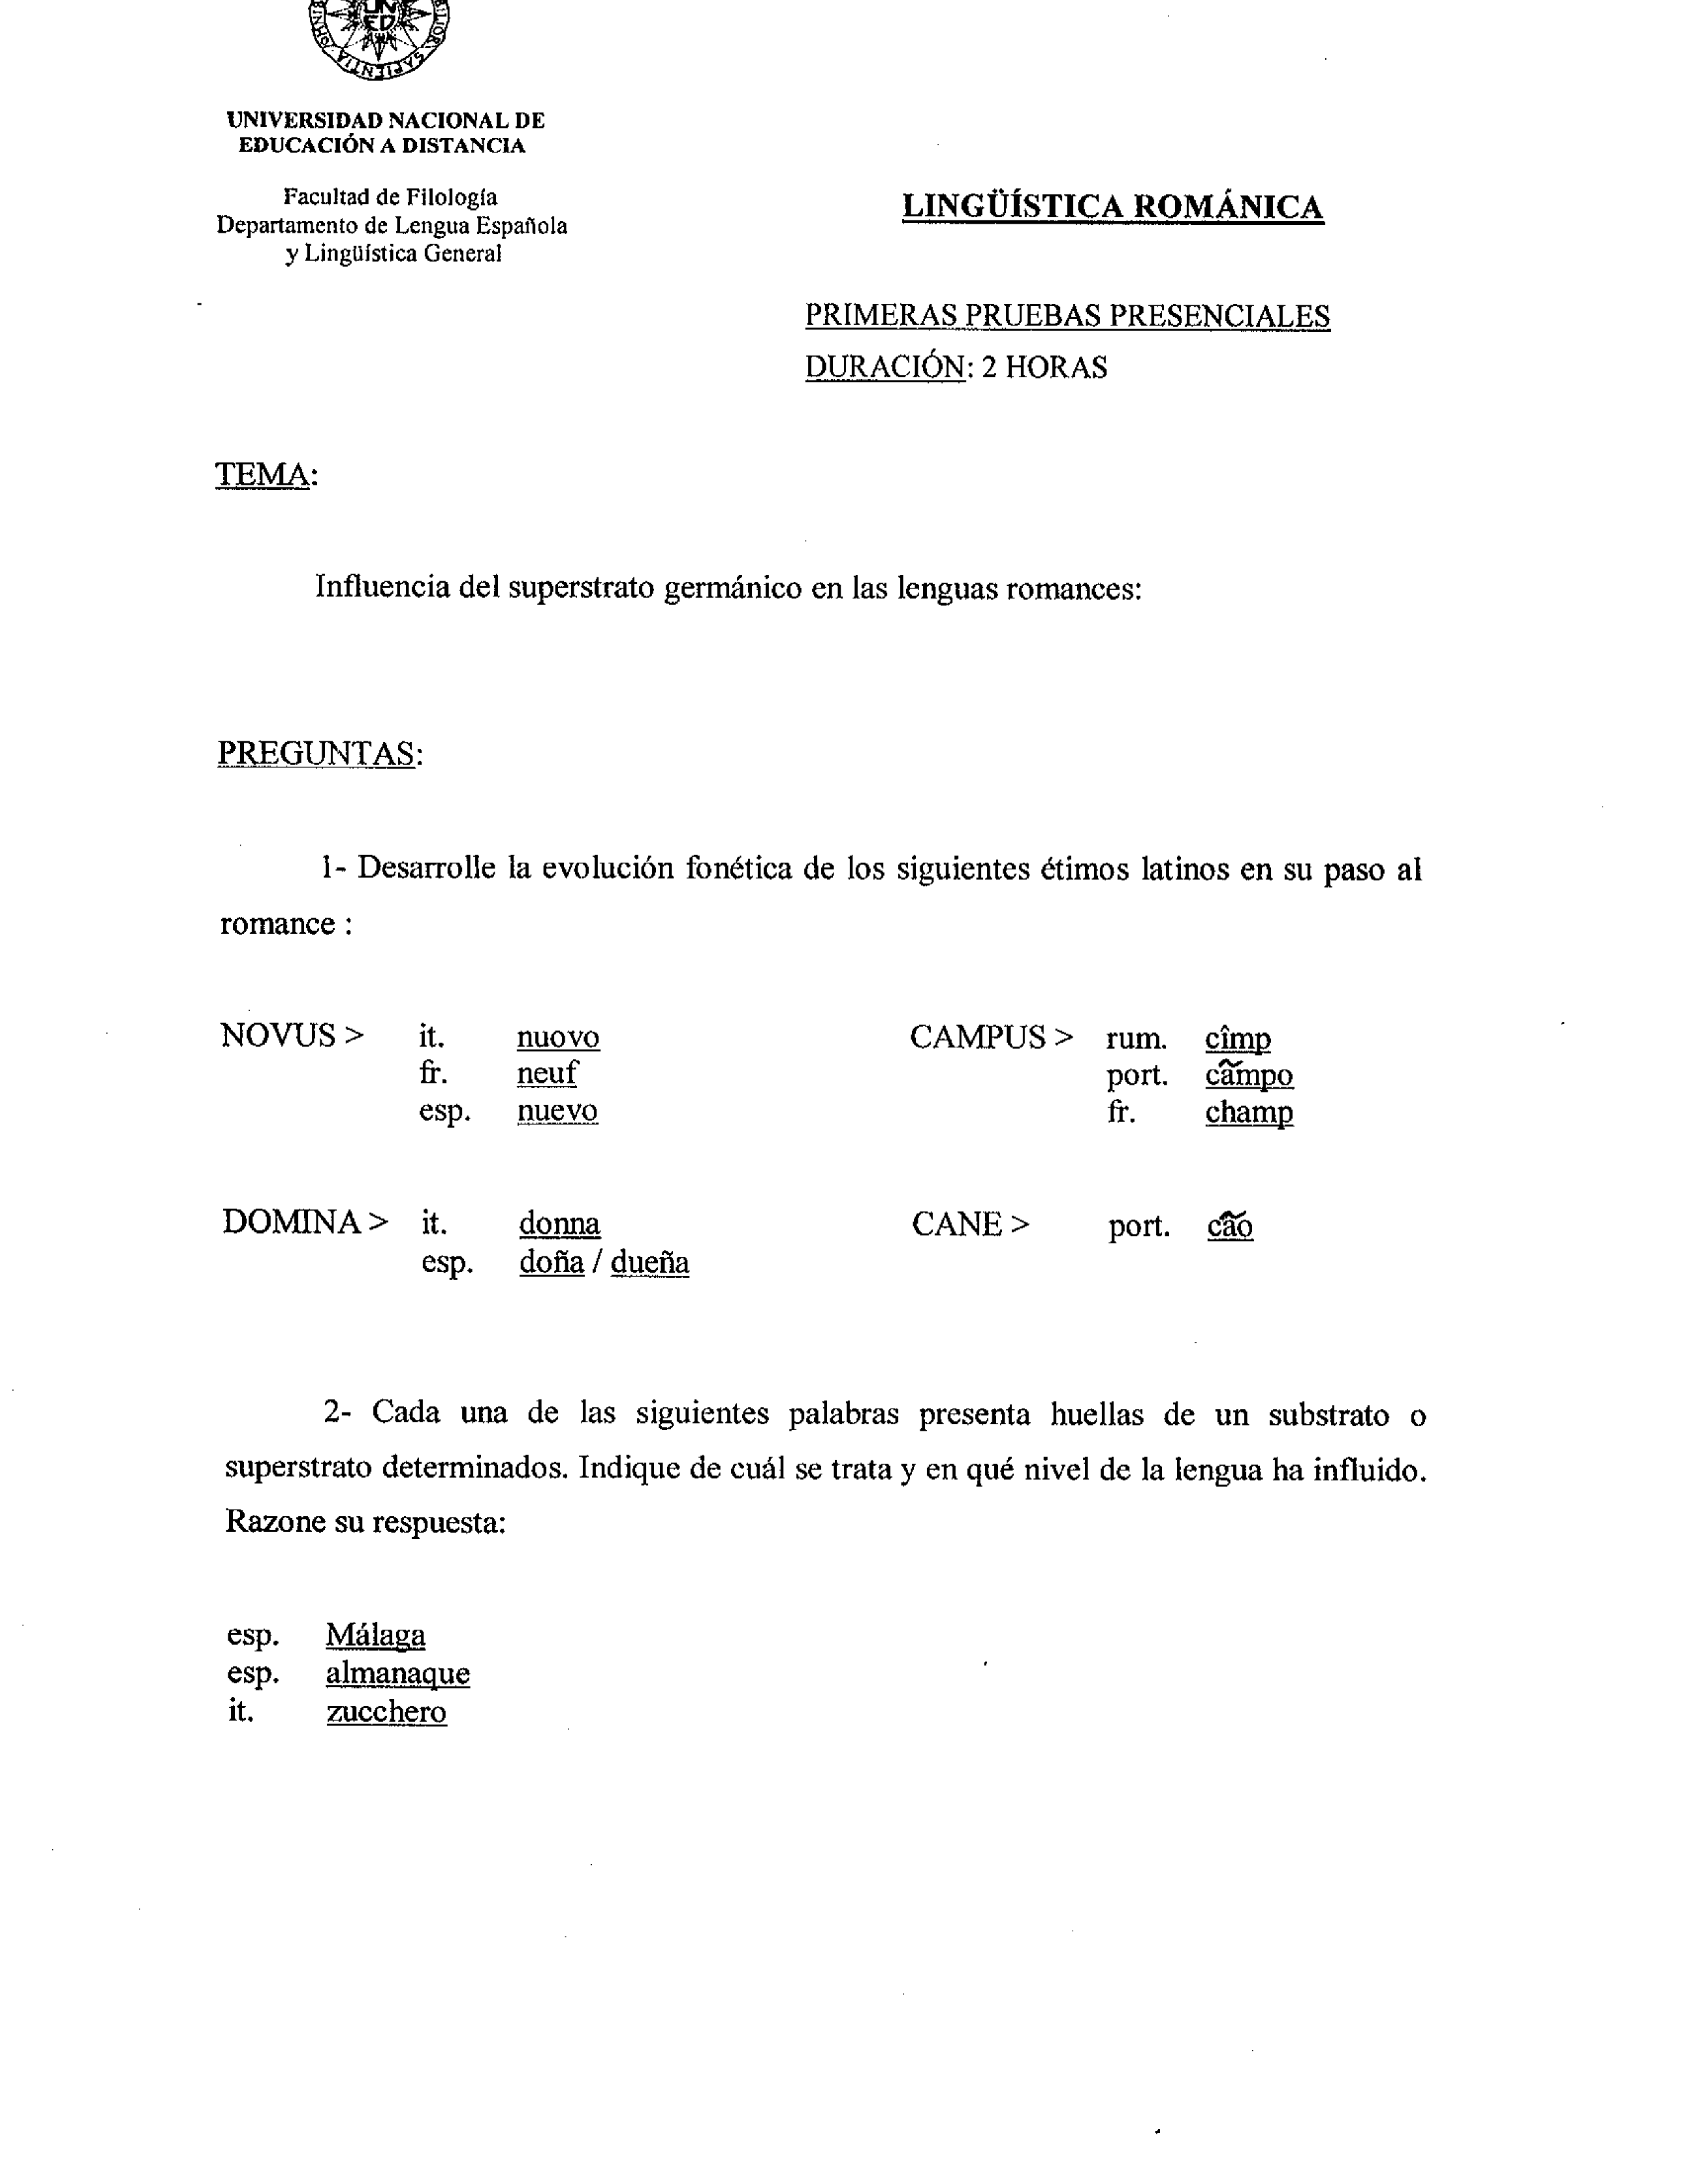 UNED
SAPIENTIA
UNIVERSIDAD NACIONAL DE
EDUCACIÓN A DISTANCIA
Facultad de Filología
Departamento de Lengua Española
y Lingüística General
LINGÜÍSTICA ROMÁNICA
PRIMERAS PRUEBAS PRESENCIALES
DURACIÓN: 2 HORAS
TEMA:
Influencia del superstrato germánico en las lenguas romances:
PREGUNTAS:
1- Desarrolle la evolución fonética de los siguientes étimos latinos en su paso al
romance :
NOVUS > it. nuovo
fr. neuf
esp. nuevo
CAMPUS > rum. cîmp
port. cãmpo
fr. champ
DOMINA > it. donna
esp. doña / dueña
CANE > port. cão
2- Cada una de las siguientes palabras presenta huellas de un substrato o
superstrato determinados. Indique de cuál se trata y en qué nivel de la lengua ha influido.
Razone su respuesta:
esp. Málaga
esp. almanaque
it. zucchero